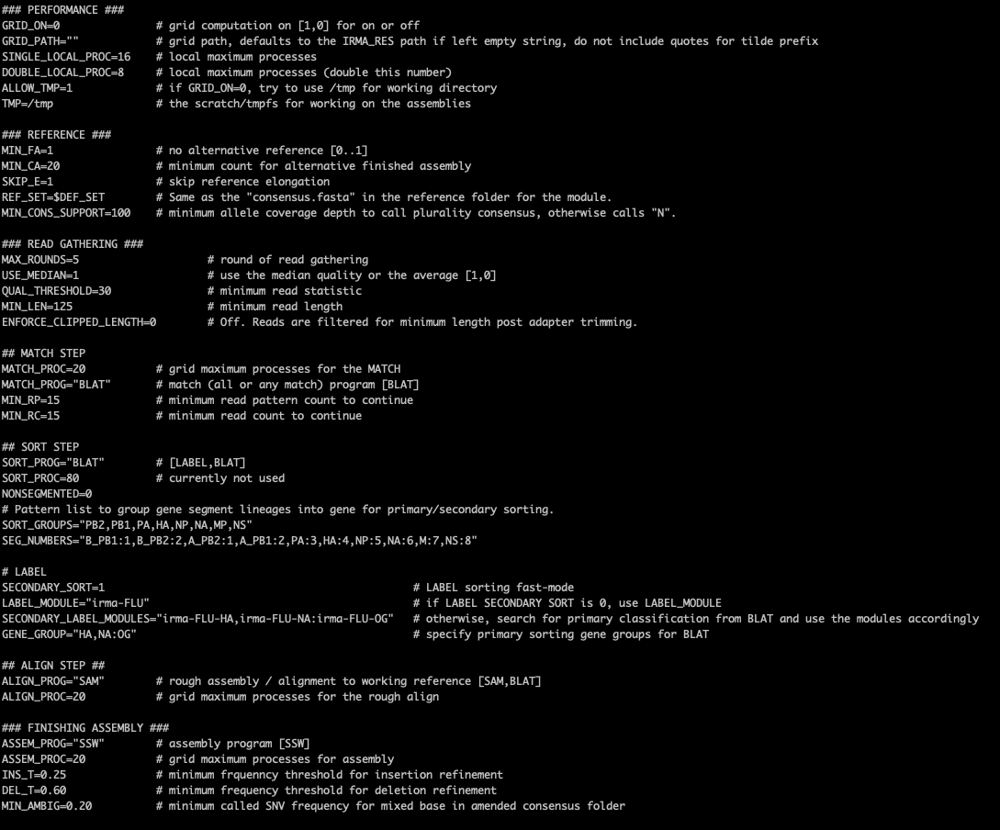 ### PERFORMANCE ###
GRID_ON=0 # grid computation on [1,0] for on or off
GRID_PATH="" # grid path, defaults to the IRMA_RES path if left empty string, do not include quotes for tilde prefix
SINGLE_LOCAL_PROC=16 # local maximum processes
DOUBLE_LOCAL_PROC=8 # local maximum processes (double this number)
ALLOW_TMP=1 # if GRID_ON=0, try to use /tmp for working directory
TMP=/tmp # the scratch/tmpfs for working on the assemblies
### REFERENCE ###
MIN_FA=1 # no alternative reference [0..1]
MIN_CA=20 # minimum count for alternative finished assembly
SKIP_E=1 # skip reference elongation
REF_SET=$DEF_SET # Same as the "consensus.fasta" in the reference folder for the module.
MIN_CONS_SUPPORT=100 # minimum allele coverage depth to call plurality consensus, otherwise calls "N".
### READ GATHERING ###
MAX_ROUNDS=5 # round of read gathering
USE_MEDIAN=1 # use the median quality or the average [1,0]
QUAL_THRESHOLD=30 # minimum read statistic
MIN_LEN=125 # minimum read length
ENFORCE_CLIPPED_LENGTH=0 # Off. Reads are filtered for minimum length post adapter trimming.
## MATCH STEP
MATCH_PROC=20 # grid maximum processes for the MATCH
MATCH_PROG="BLAT" # match (all or any match) program [BLAT]
MIN_RP=15 # minimum read pattern count to continue
MIN_RC=15 # minimum read count to continue
## SORT STEP
SORT_PROG="BLAT" # [LABEL,BLAT]
SORT_PROC=80 # currently not used
NONSEGMENTED=0
# Pattern list to group gene segment lineages into gene for primary/secondary sorting.
SORT_GROUPS="PB2,PB1,PA,HA,NP,NA,MP,NS"
SEG_NUMBERS="B_PB1:1,B_PB2:2,A_PB2:1,A_PB1:2,PA:3,HA:4,NP:5,NA:6,M:7,NS:8"
# LABEL
SECONDARY_SORT=1 # LABEL sorting fast-mode
LABEL_MODULE="irma-FLU" # if LABEL SECONDARY SORT is 0, use LABEL_MODULE
SECONDARY_LABEL_MODULES="irma-FLU-HA,irma-FLU-NA:irma-FLU-OG" # otherwise, search for primary classification from BLAT and use the modules accordingly
GENE_GROUP="HA,NA:OG" # specify primary sorting gene groups for BLAT
## ALIGN STEP ##
ALIGN_PROG="SAM" # rough assembly / alignment to working reference [SAM,BLAT]
ALIGN_PROC=20 # grid maximum processes for the rough align
### FINISHING ASSEMBLY ###
ASSEM_PROG="SSW" # assembly program [SSW]
ASSEM_PROC=20 # grid maximum processes for assembly
INS_T=0.25 # minimum frquenncy threshold for insertion refinement
DEL_T=0.60 # minimum frequency threshold for deletion refinement
MIN_AMBIG=0.20 # minimum called SNV frequency for mixed base in amended consensus folder